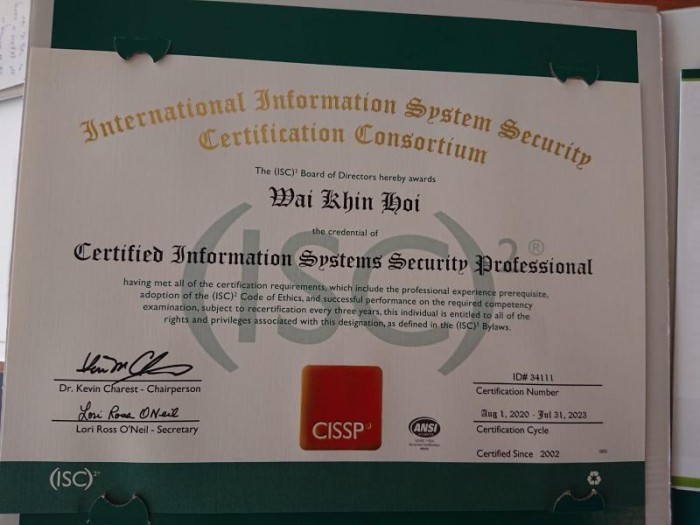 International Information System Security
Certification Consortium
The (ISC)² Board of Directors hereby awards
Wai Khin Hoi
the credential of
Certified Information Systems Security Professional
having met all of the certification requirements, which include the professional experience prerequisite,
adoption of the (ISC)² Code of Ethics, and successful performance on the required competency
examination, subject to recertification every three years, this individual is entitled to all of the
rights and privileges associated with this designation, as defined in the (ISC)² Bylaws.
(ISC)²®
Dr. Kevin Charest - Chairperson
Lori Ross O'Neil
Lori Ross O'Neil - Secretary
CISSP®
ANSI
ID# 34111
Certification Number
Aug 1, 2020 - Jul 31, 2023
Certification Cycle
Certified Since 2002
(ISC)²®